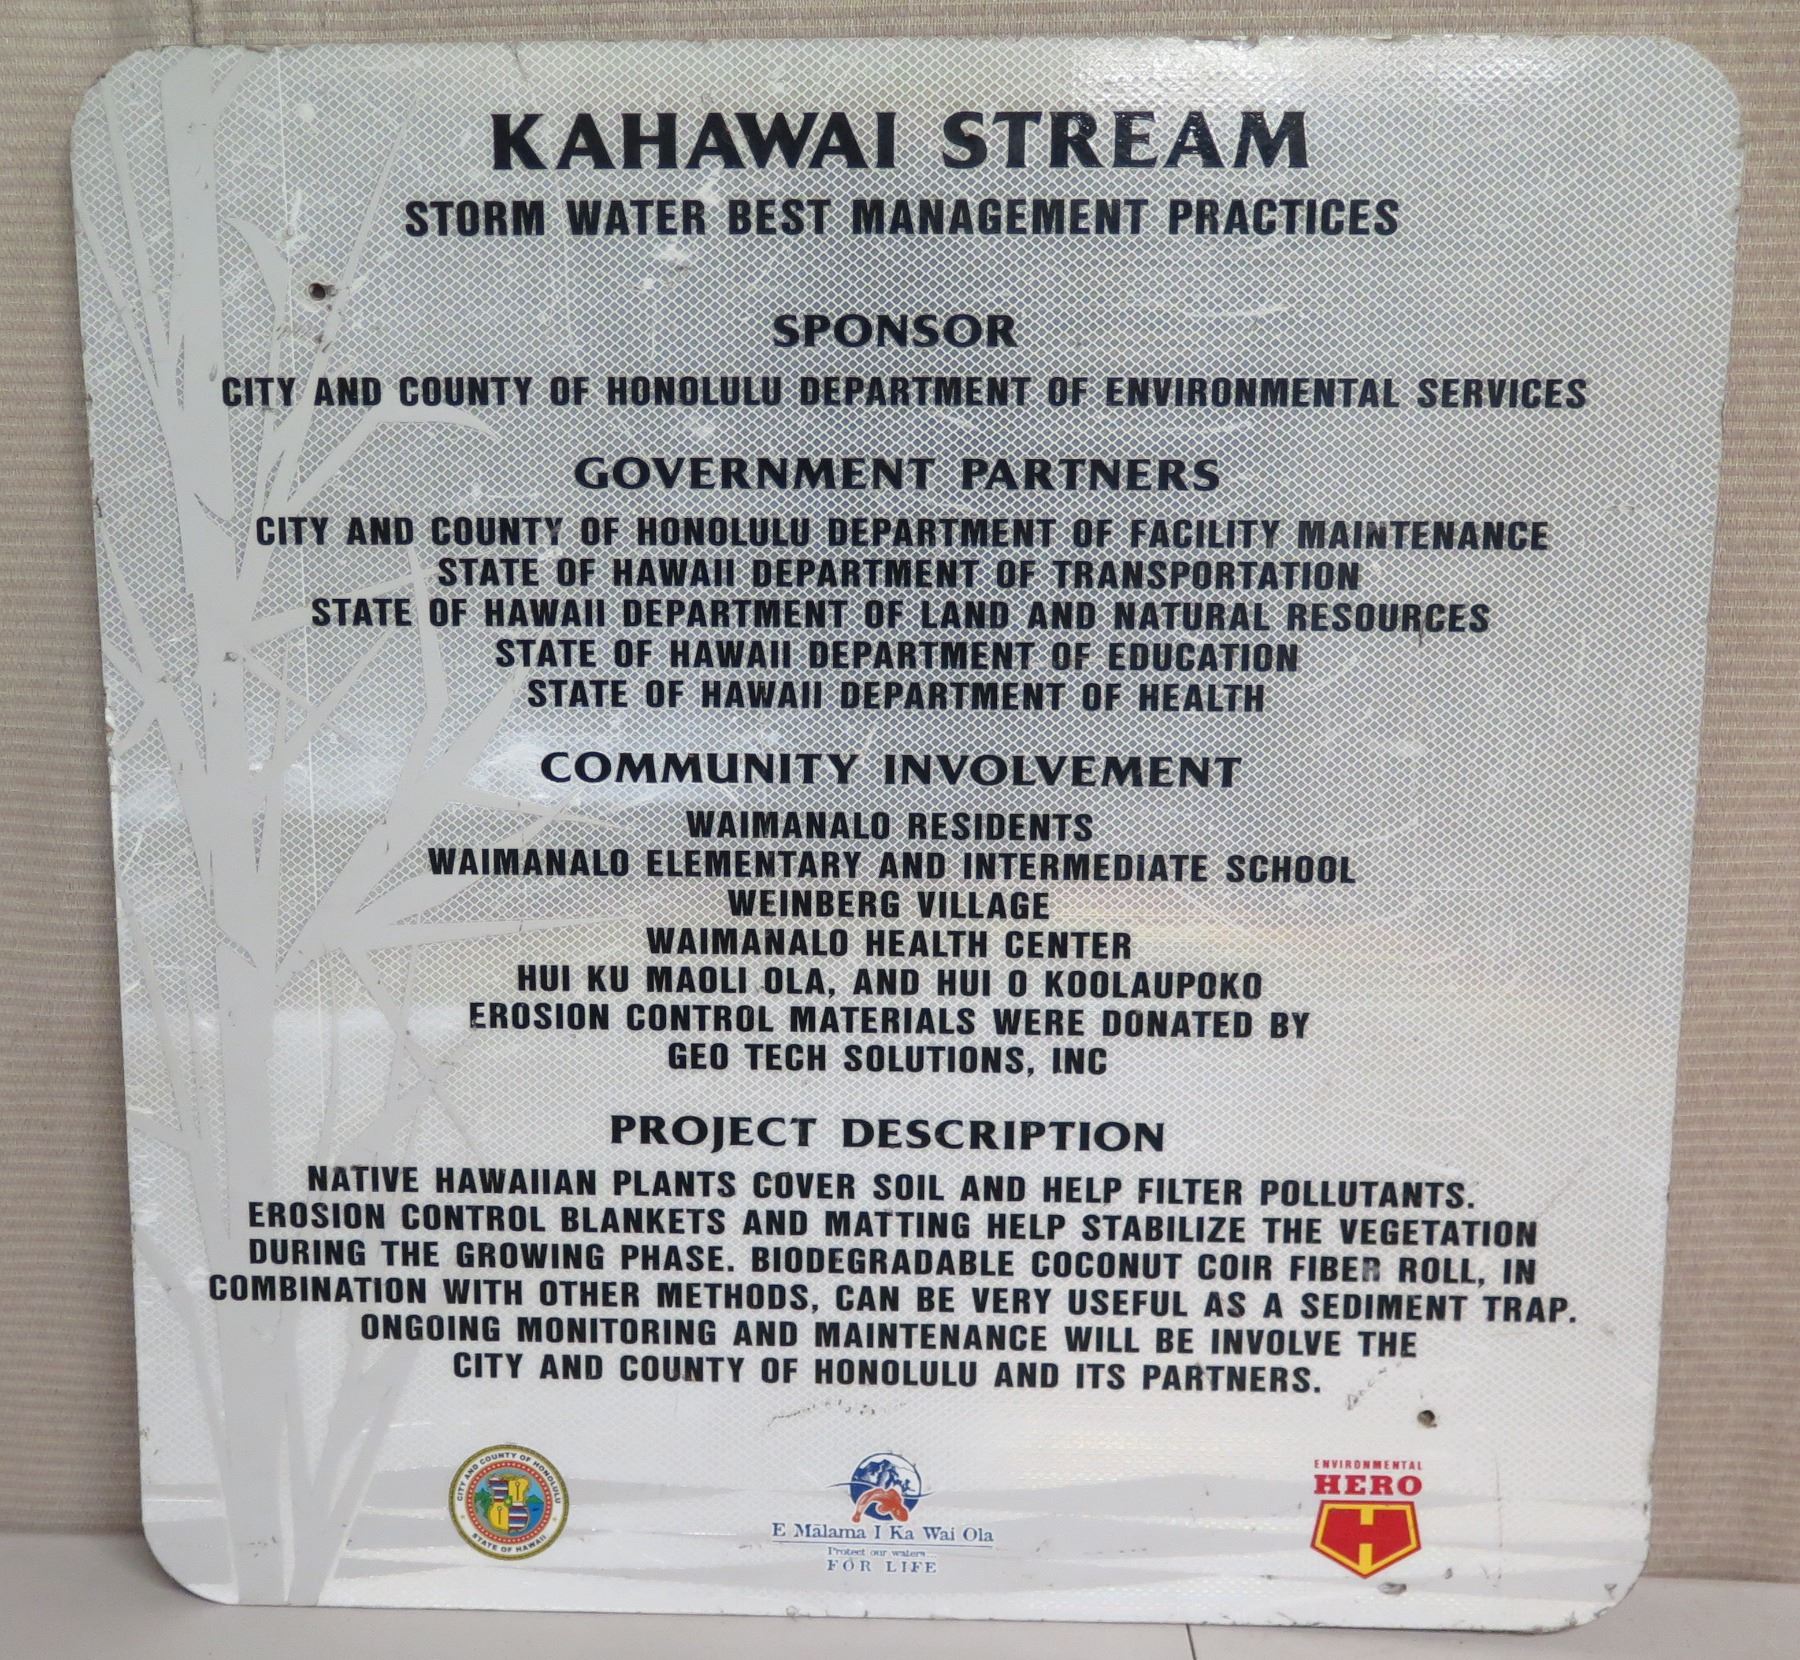 KAHAWAI STREAM
STORM WATER BEST MANAGEMENT PRACTICES
SPONSOR
CITY AND COUNTY OF HONOLULU DEPARTMENT OF ENVIRONMENTAL SERVICES
GOVERNMENT PARTNERS
CITY AND COUNTY OF HONOLULU DEPARTMENT OF FACILITY MAINTENANCE
STATE OF HAWAII DEPARTMENT OF TRANSPORTATION
STATE OF HAWAII DEPARTMENT OF LAND AND NATURAL RESOURCES
STATE OF HAWAII DEPARTMENT OF EDUCATION
STATE OF HAWAII DEPARTMENT OF HEALTH
COMMUNITY INVOLVEMENT
WAIMANALO RESIDENTS
WAIMANALO ELEMENTARY AND INTERMEDIATE SCHOOL
WEINBERG VILLAGE
WAIMANALO HEALTH CENTER
HUI KU MAOLI OLA, AND HUI O KOOLAUPOKO
EROSION CONTROL MATERIALS WERE DONATED BY
GEO TECH SOLUTIONS, INC
PROJECT DESCRIPTION
NATIVE HAWAIIAN PLANTS COVER SOIL AND HELP FILTER POLLUTANTS.
EROSION CONTROL BLANKETS AND MATTING HELP STABILIZE THE VEGETATION
DURING THE GROWING PHASE. BIODEGRADABLE COCONUT COIR FIBER ROLL, IN
COMBINATION WITH OTHER METHODS, CAN BE VERY USEFUL AS A SEDIMENT TRAP.
ONGOING MONITORING AND MAINTENANCE WILL BE INVOLVE THE
CITY AND COUNTY OF HONOLULU AND ITS PARTNERS.
CITY AND COUNTY OF HONOLULU
STATE OF HAWAII
E Mālama I Ka Wai Ola
Protect our waters...
FOR LIFE
ENVIRONMENTAL
HERO
H